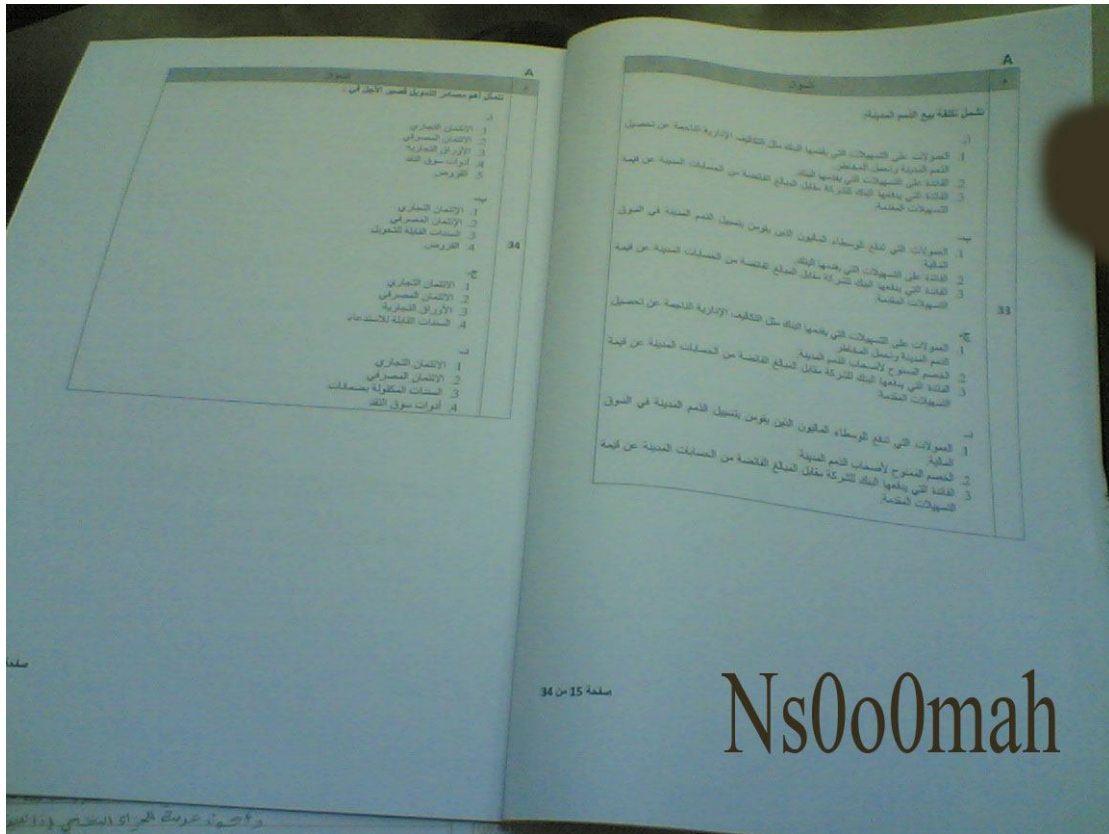 A
م
السؤال
تشمل تكلفة بيع الذمم المدينة:
33
أ-
1. العمولات على التسهيلات التي يقدمها البنك مثل التكاليف الإدارية الناجمة عن تحصيل
الذمم المدينة وتحمل المخاطر.
2. الفائدة على التسهيلات التي يقدمها البنك.
3. الفائدة التي يدفعها البنك للشركة مقابل المبالغ الفائضة من الحسابات المدينة عن قيمة
التسهيلات المقدمة.
ب-
1. العمولات التي تدفع للوسطاء الماليون الذين يقومن بتسييل الذمم المدينة في السوق
المالية.
2. الفائدة على التسهيلات التي يقدمها البنك.
3. الفائدة التي يدفعها البنك للشركة مقابل المبالغ الفائضة من الحسابات المدينة عن قيمة
التسهيلات المقدمة.
ج-
1. العمولات على التسهيلات التي يقدمها البنك مثل التكاليف الإدارية الناجمة عن تحصيل
الذمم المدينة وتحمل المخاطر.
2. الخصم الممنوح لأصحاب الذمم المدينة.
3. الفائدة التي يدفعها البنك للشركة مقابل المبالغ الفائضة من الحسابات المدينة عن قيمة
التسهيلات المقدمة.
د-
1. العمولات التي تدفع للوسطاء الماليون الذين يقومن بتسييل الذمم المدينة في السوق
المالية.
2. الخصم الممنوح لأصحاب الذمم المدينة.
3. الفائدة التي يدفعها البنك للشركة مقابل المبالغ الفائضة من الحسابات المدينة عن قيمة
التسهيلات المقدمة.
صفحة 15 من 34
A
م
السؤال
تتمثل أهم مصادر التمويل قصير الأجل في :
34
أ-
1. الائتمان التجاري
2. الائتمان المصرفي
3. الأوراق التجارية
4. أدوات سوق النقد
5. القروض
ب-
1. الائتمان التجاري
2. الائتمان المصرفي
3. السندات القابلة للتحويل
4. القروض
ج-
1. الائتمان التجاري
2. الائتمان المصرفي
3. الأوراق التجارية
4. السندات القابلة للاستدعاء
د-
1. الائتمان التجاري
2. الائتمان المصرفي
3. السندات المكفولة بضمانات
4. أدوات سوق النقد
صفحة
Ns0o0mah